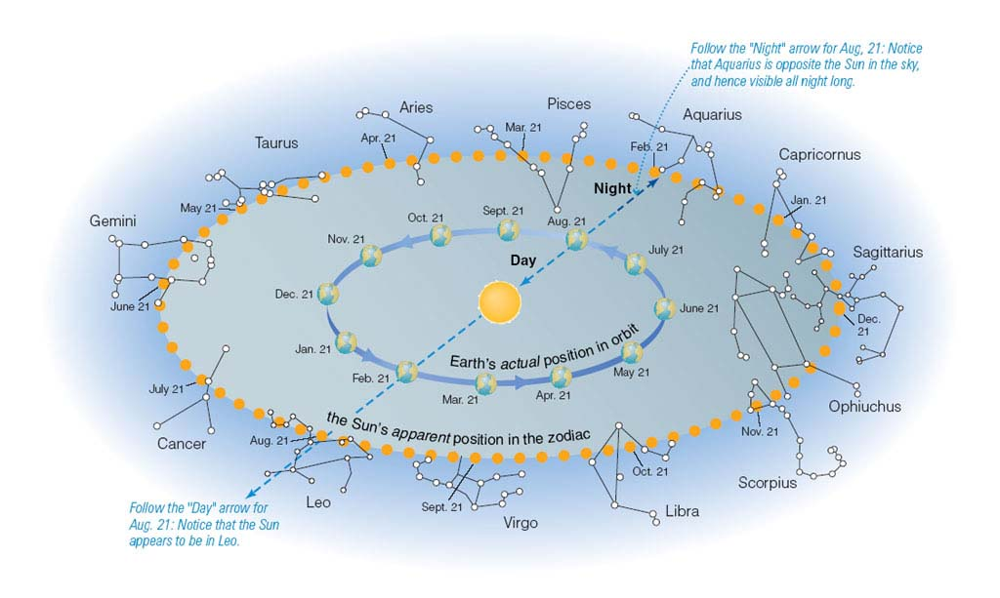 Follow the "Night" arrow for Aug, 21: Notice
that Aquarius is opposite the Sun in the sky,
and hence visible all night long.
Pisces
Aries
Aquarius
Mar. 21
Taurus
Apr. 21
Feb. 21
Capricornus
Night
May 21
Sept. 21
Jan. 21
Oct. 21
Aug. 21
Gemini
Nov. 21
July 21
Sagittarius
Day
Dec. 21
June 21
June 21
Dec.
21
Jan. 21
Earth's actual position in orbit
Feb. 21
May 21
July 21
Mar. 21
Apr. 21
Ophiuchus
the Sun's apparent position in the zodiac
Nov. 21
Cancer
Aug. 21
Oct. 21
Scorpius
Leo
Sept. 21
Libra
Virgo
Follow the "Day" arrow for
Aug. 21: Notice that the Sun
appears to be in Leo.